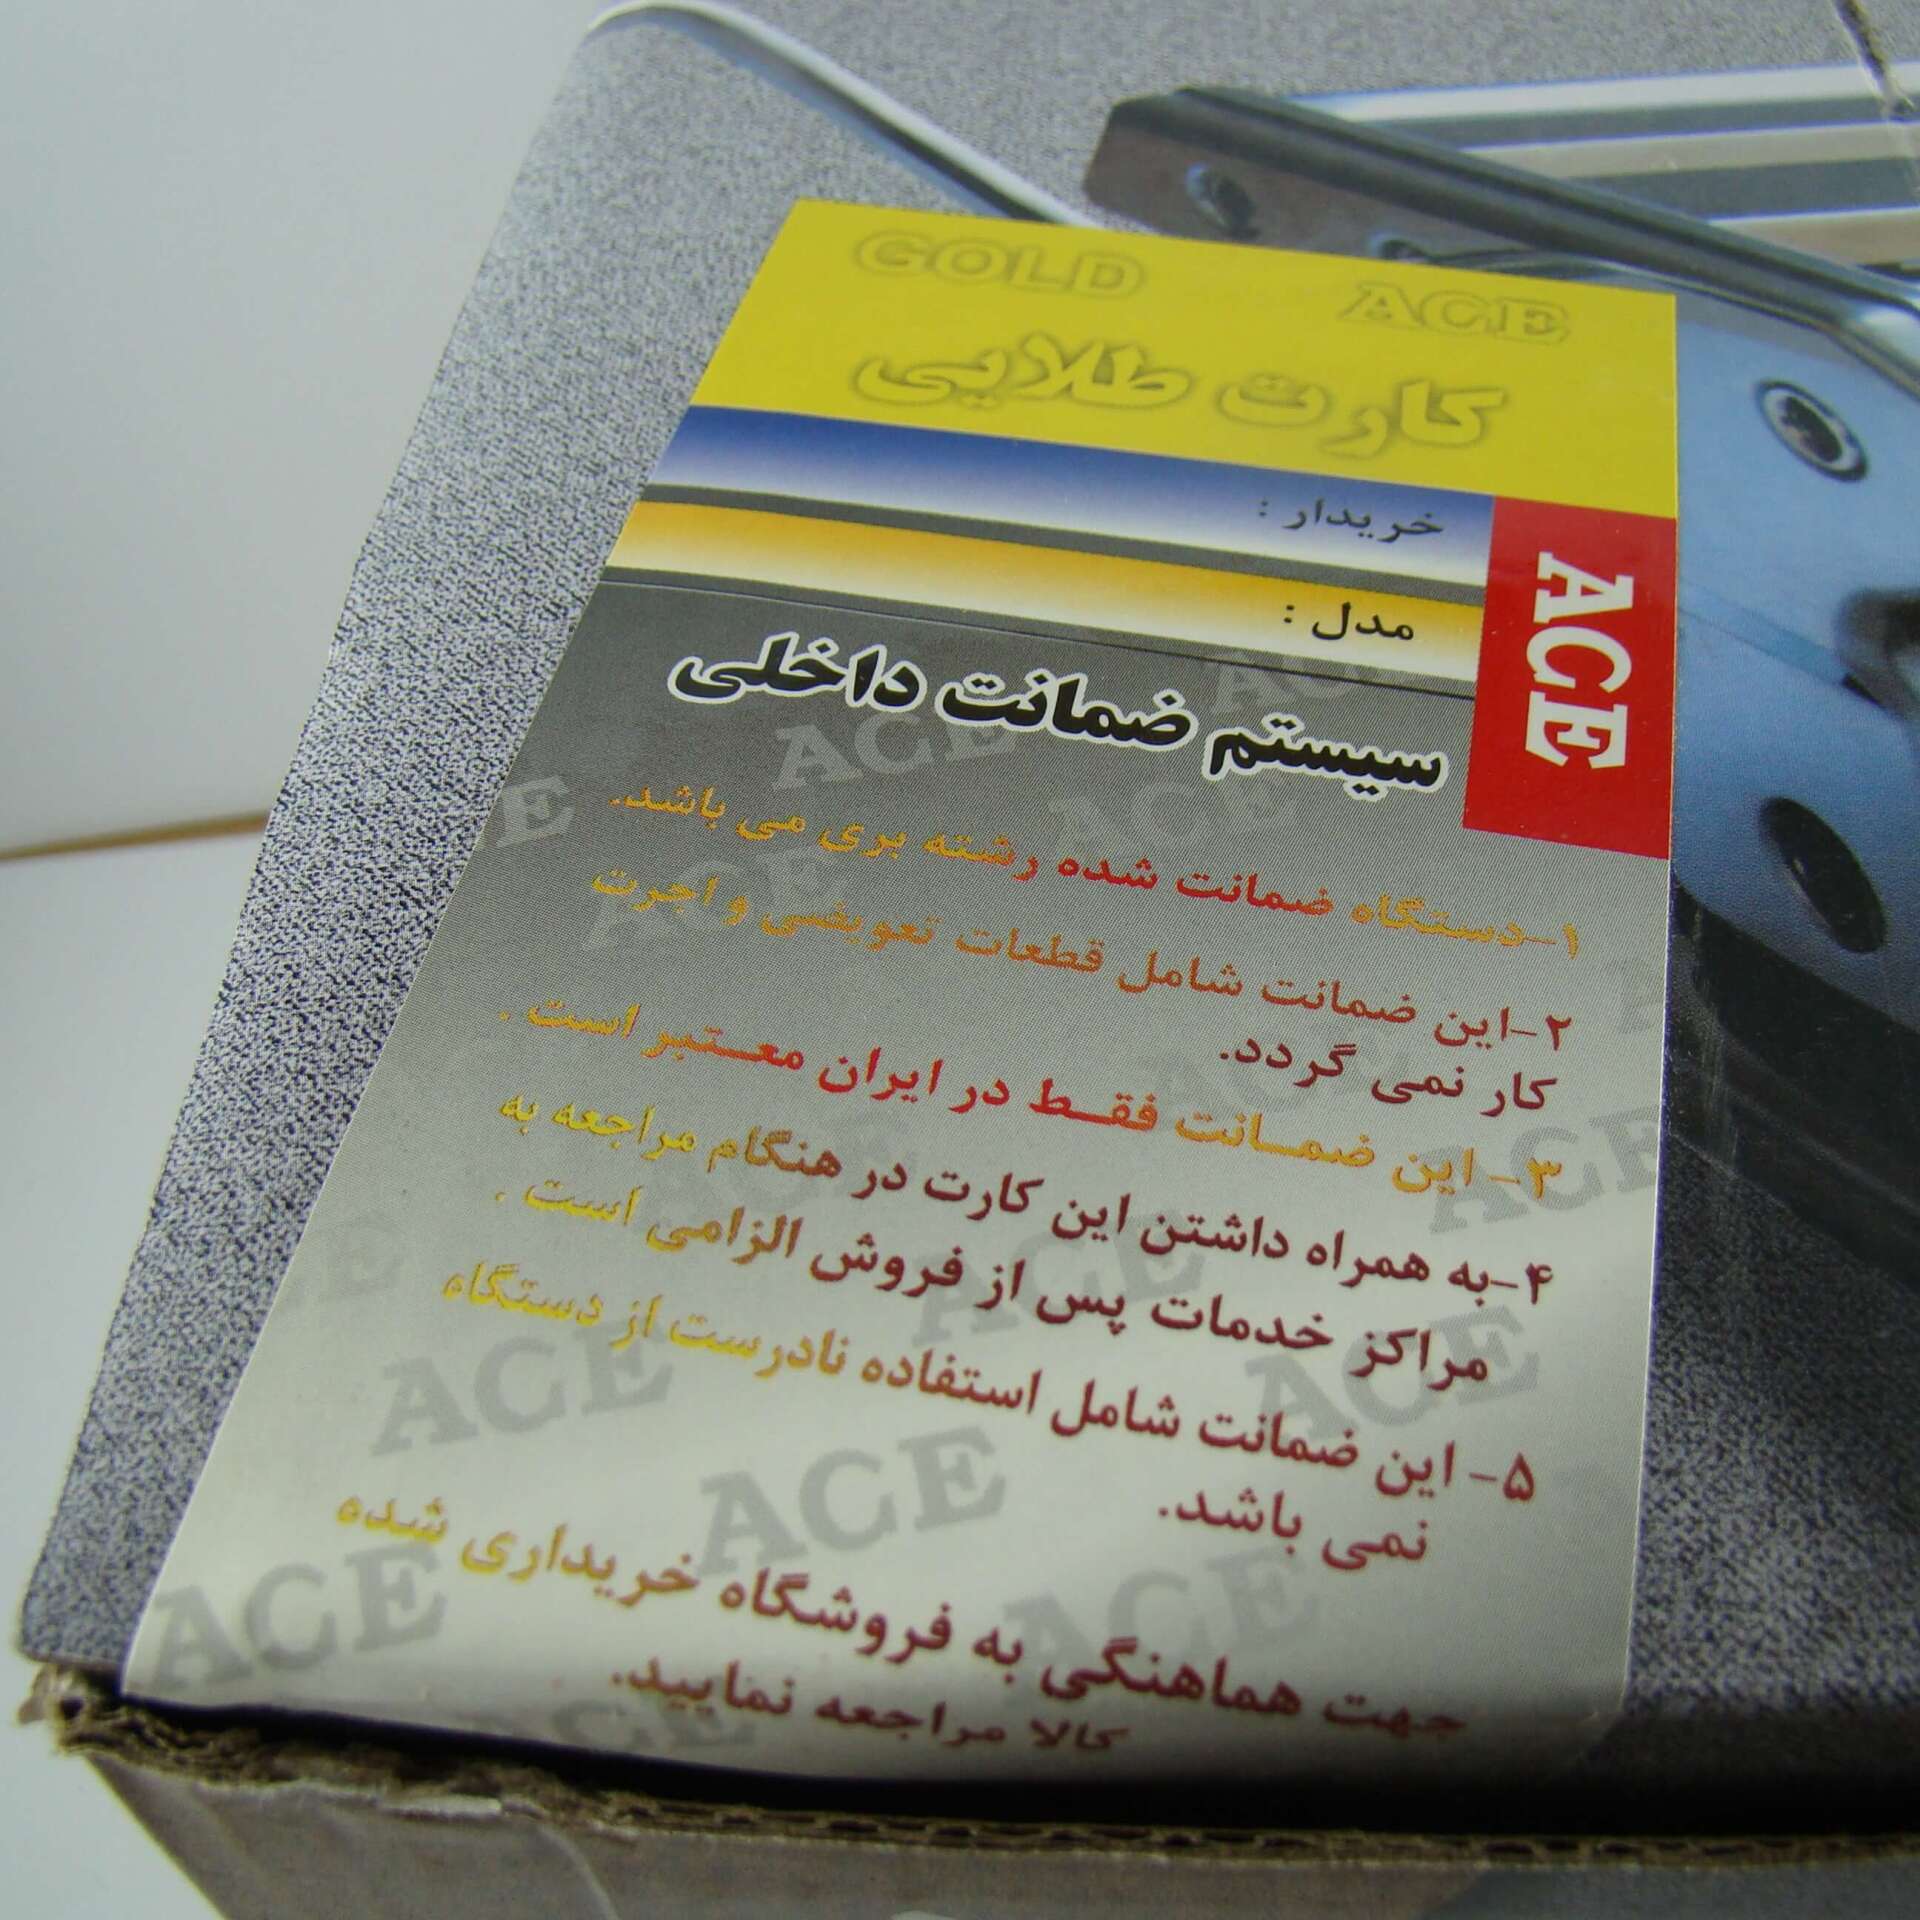 GOLD ACE
کارت طلایی
خریدار :
مدل :
ACE
سیستم ضمانت داخلی
۱-دستگاه ضمانت شده رشته بری می باشد.
۲-این ضمانت شامل قطعات تعویضی و اجرت
کار نمی گردد.
۳- این ضمانت فقط در ایران معتبر است .
۴-به همراه داشتن این کارت در هنگام مراجعه به
مراکز خدمات پس از فروش الزامی است .
۵- این ضمانت شامل استفاده نادرست از دستگاه
نمی باشد.
جهت هماهنگی به فروشگاه خریداری شده
کالا مراجعه نمایید.